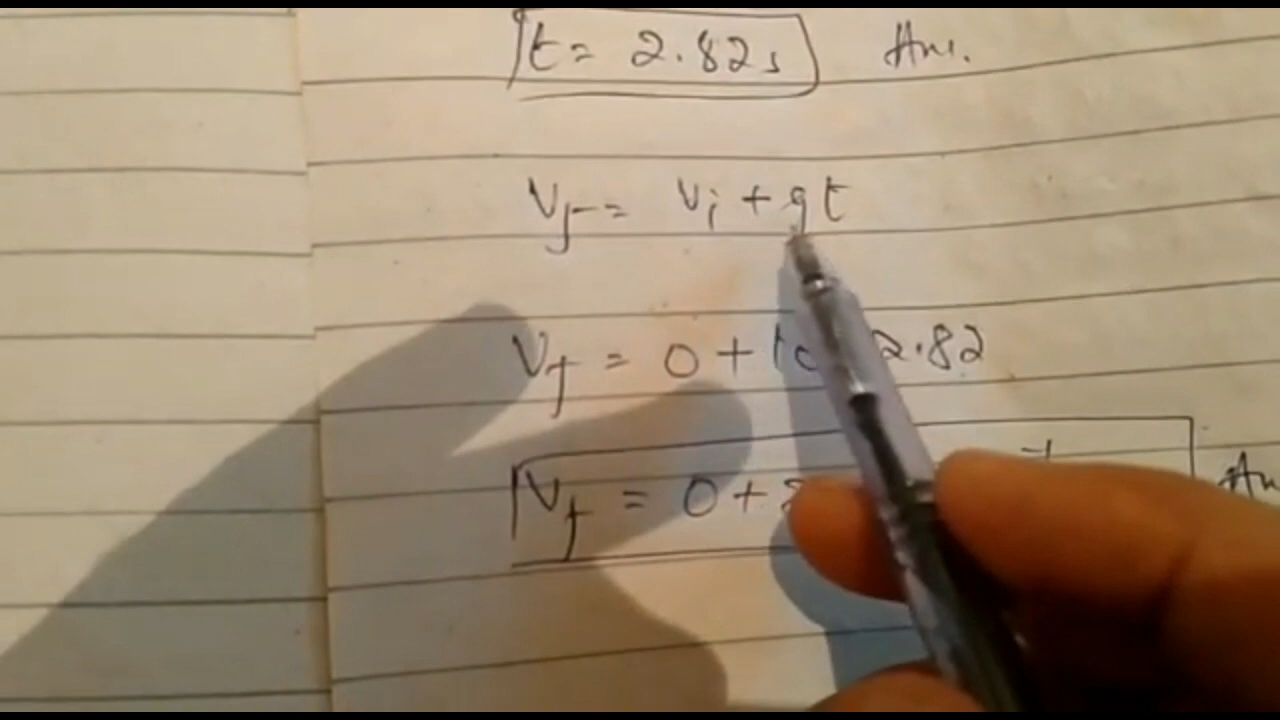 t = 2.82s Ans.
Vf = Vi + gt
Vf = 0 + 10 2.82
Vf = 0 +